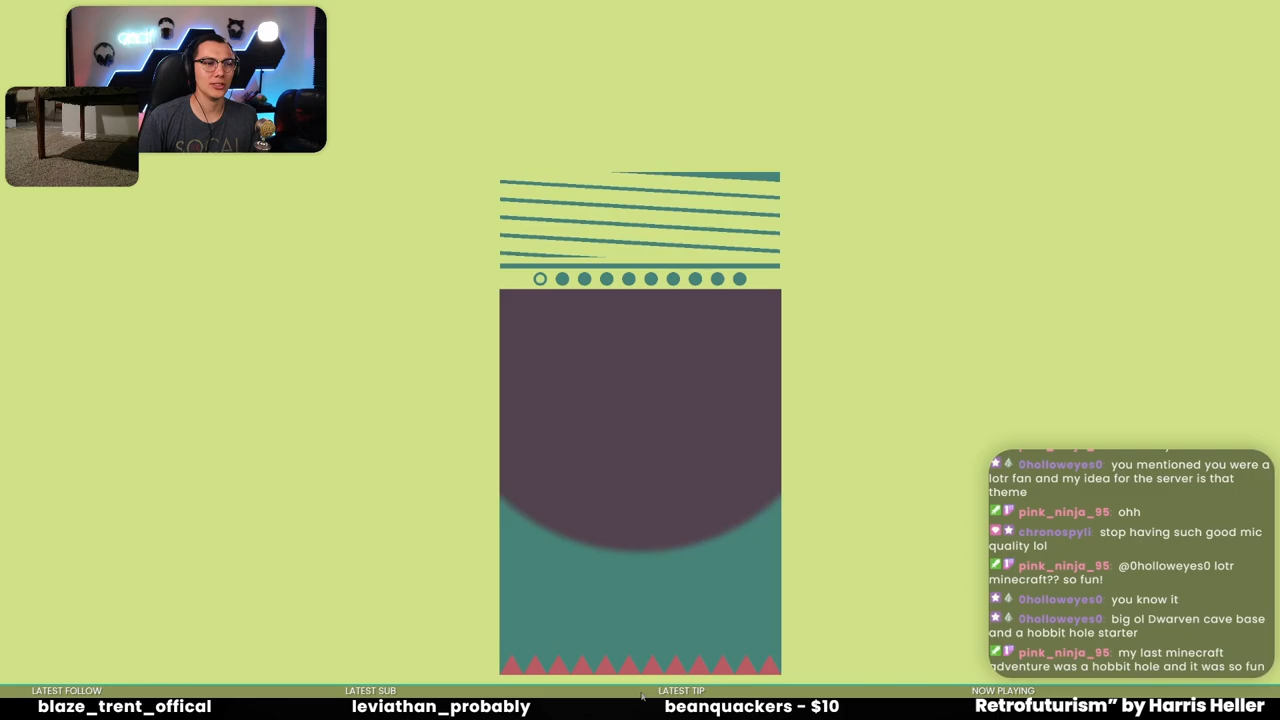 SOCAL
0holloweyes0: you mentioned you were a
lotr fan and my idea for the server is that
theme
pink_ninja_95: ohh
chronospyli: stop having such good mic
quality lol
pink_ninja_95: @0holloweyes0 lotr
minecraft?? so fun!
0holloweyes0: you know it
0holloweyes0: big ol Dwarven cave base
and a hobbit hole starter
pink_ninja_95: my last minecraft
adventure was a hobbit hole and it was so fun
LATEST FOLLOW
blaze_trent_offical
LATEST SUB
leviathan_probably
LATEST TIP
beanquackers - $10
NOW PLAYING
Retrofuturism” by Harris Heller